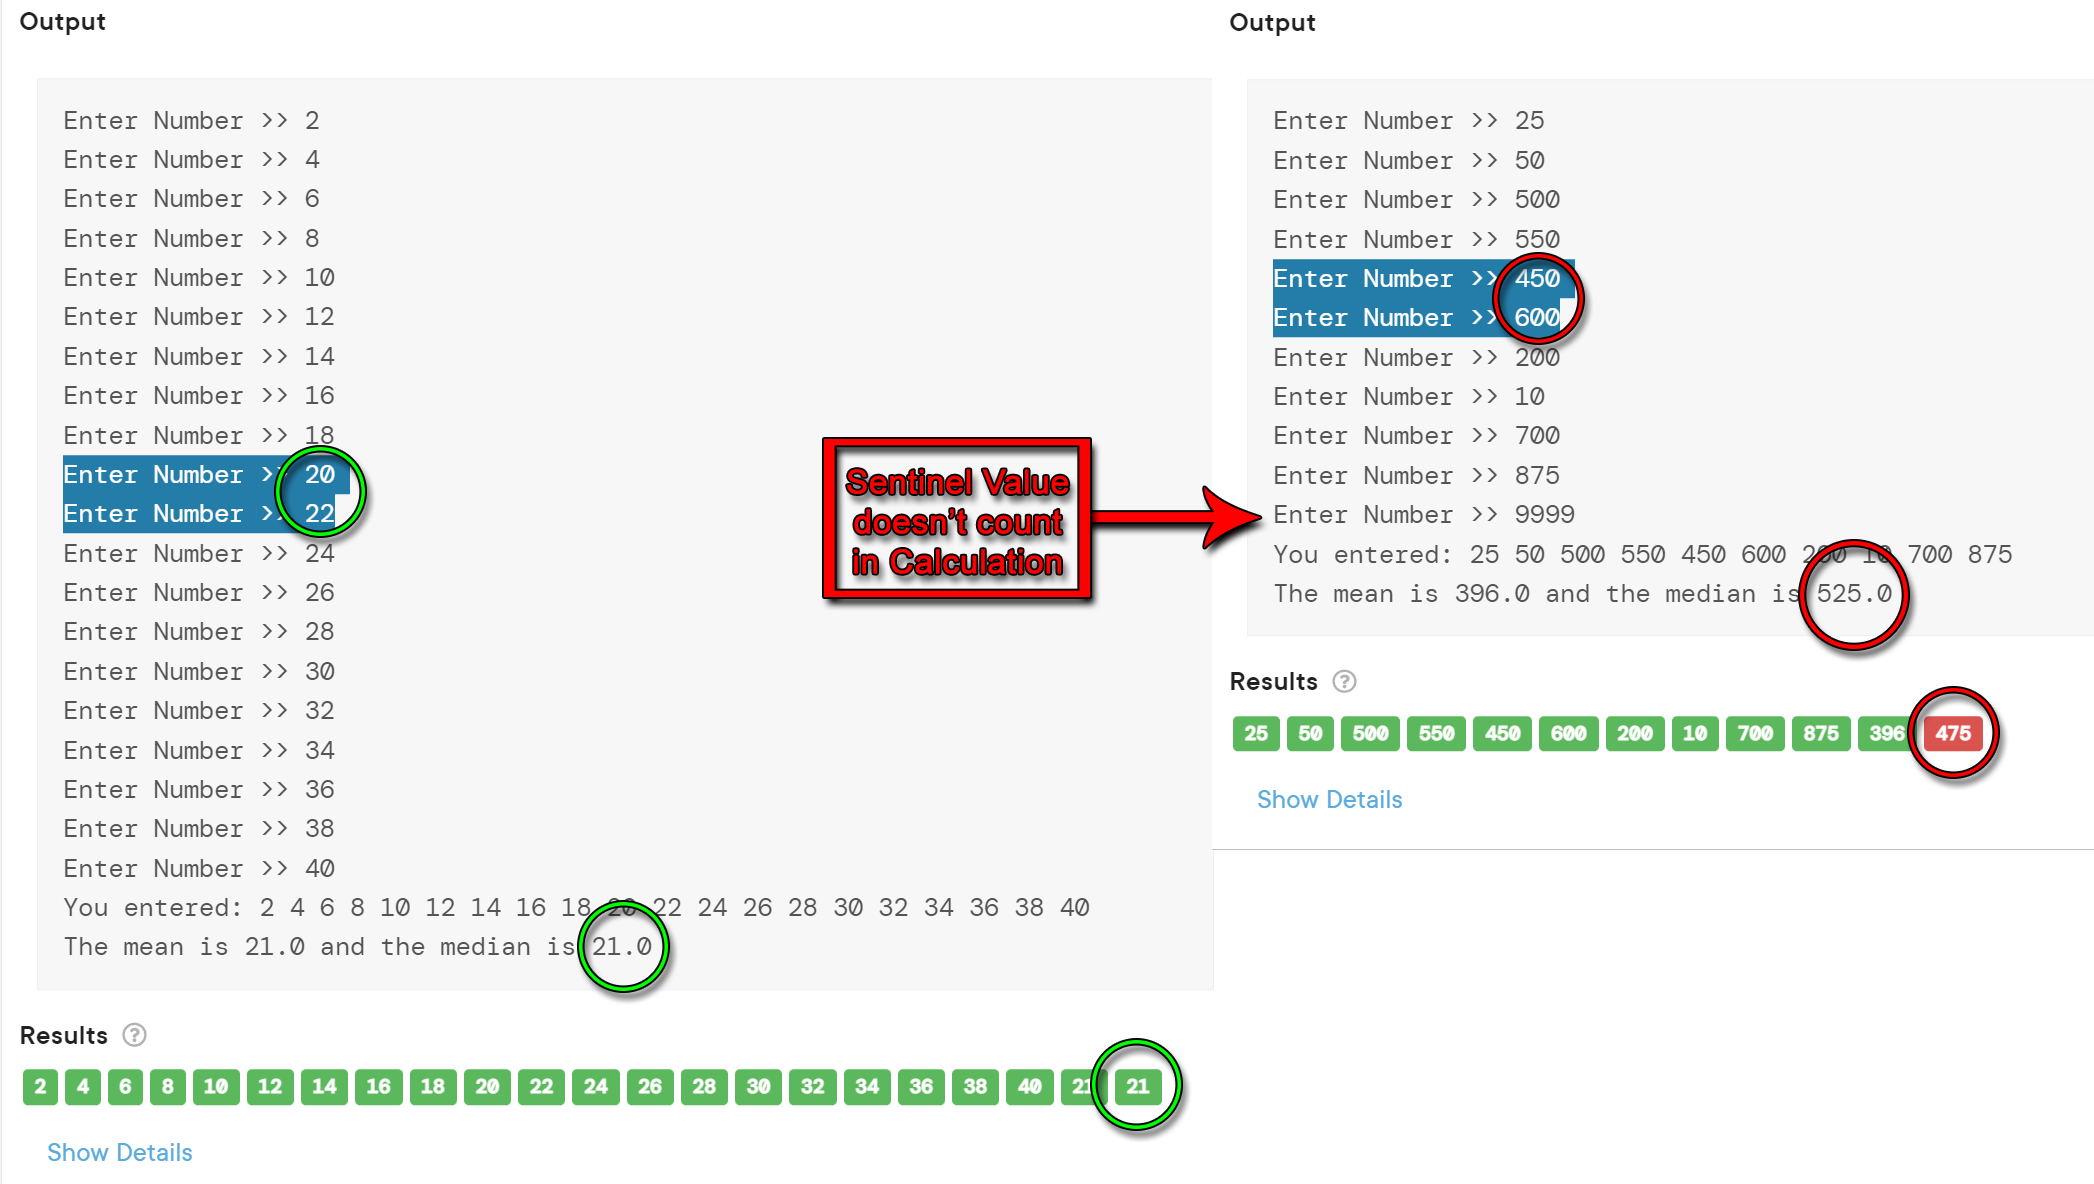 Output
Enter Number >> 2
Enter Number >> 4
Enter Number >> 6
Enter Number >> 8
Enter Number >> 10
Enter Number >> 12
Enter Number >> 14
Enter Number >> 16
Enter Number >> 18
Enter Number >> 20
Enter Number >> 22
Enter Number >> 24
Enter Number >> 26
Enter Number >> 28
Enter Number >> 30
Enter Number >> 32
Enter Number >> 34
Enter Number >> 36
Enter Number >> 38
Enter Number >> 40
You entered: 2 4 6 8 10 12 14 16 18 20 22 24 26 28 30 32 34 36 38 40
The mean is 21.0 and the median is 21.0
Results ?
2 4 6 8 10 12 14 16 18 20 22 24 26 28 30 32 34 36 38 40 21 21
Show Details
Sentinel Value
doesn't count
in Calculation
Output
Enter Number >> 25
Enter Number >> 50
Enter Number >> 500
Enter Number >> 550
Enter Number >> 450
Enter Number >> 600
Enter Number >> 200
Enter Number >> 10
Enter Number >> 700
Enter Number >> 875
Enter Number >> 9999
You entered: 25 50 500 550 450 600 200 10 700 875
The mean is 396.0 and the median is 525.0
Results ?
25 50 500 550 450 600 200 10 700 875 396 475
Show Details